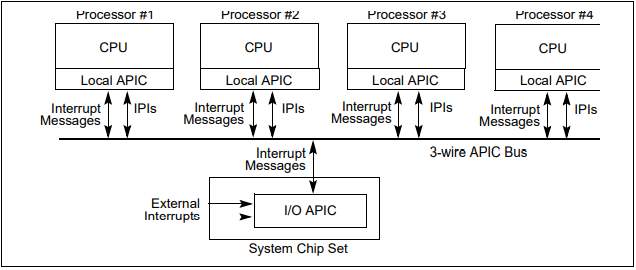 Processor #1 Processor #2 Processor #3 Processor #4
CPU CPU CPU CPU
Local APIC Local APIC Local APIC Local APIC
Interrupt Messages IPIs Interrupt Messages IPIs Interrupt Messages IPIs Interrupt Messages IPIs
3-wire APIC Bus
Interrupt
Messages
External
Interrupts
I/O APIC
System Chip Set